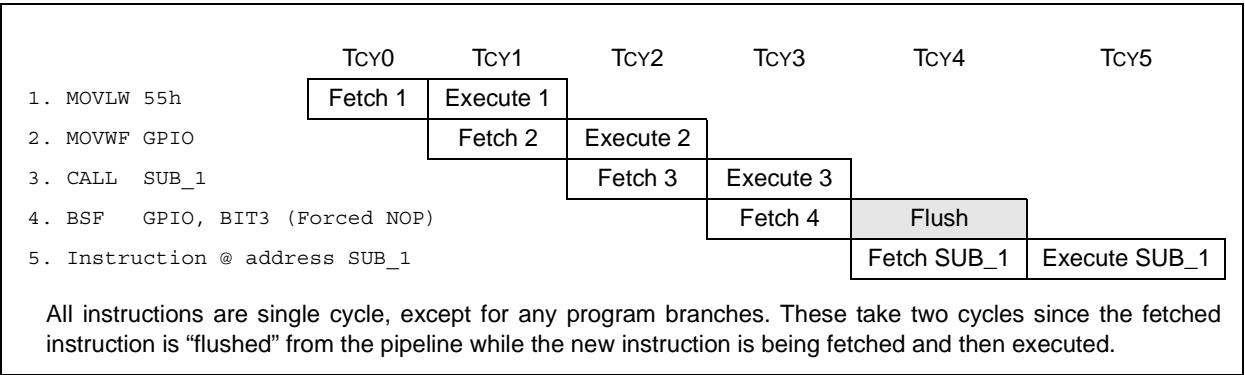 TCY0 TCY1 TCY2 TCY3 TCY4 TCY5
1. MOVLW 55h Fetch 1 Execute 1
2. MOVWF GPIO Fetch 2 Execute 2
3. CALL SUB_1 Fetch 3 Execute 3
4. BSF GPIO, BIT3 (Forced NOP) Fetch 4 Flush
5. Instruction @ address SUB_1 Fetch SUB_1 Execute SUB_1
All instructions are single cycle, except for any program branches. These take two cycles since the fetched
instruction is “flushed” from the pipeline while the new instruction is being fetched and then executed.